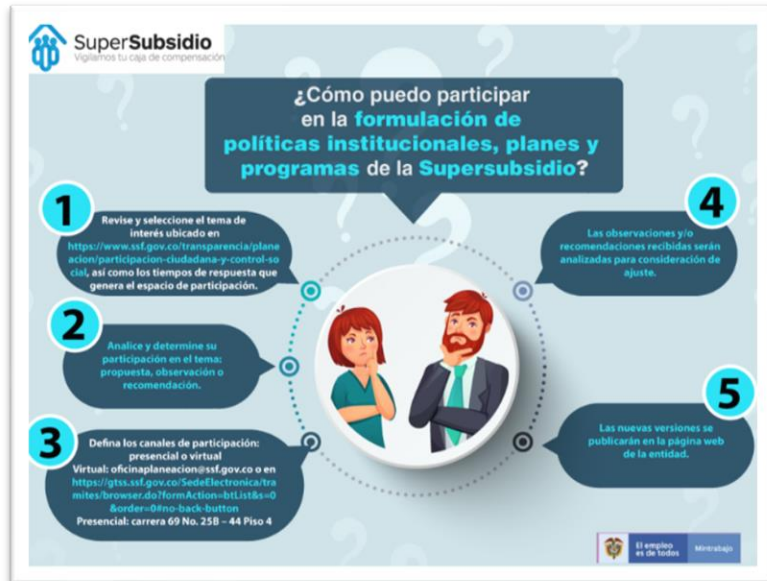 SuperSubsidio
Vigilamos tu caja de compensación
¿Cómo puedo participar
en la formulación de
políticas institucionales, planes y
programas de la Supersubsidio?
1
Revise y seleccione el tema de
interés ubicado en
https://www.ssf.gov.co/transparencia/plane
acion/participacion-ciudadana-y-control-so
cial, así como los tiempos de respuesta que
genera el espacio de participación.
2
Analice y determine su
participación en el tema:
propuesta, observación o
recomendación.
3
Defina los canales de participación:
presencial o virtual
Virtual: oficinaplaneacion@ssf.gov.co o en
https://gtss.ssf.gov.co/SedeElectronica/tra
mites/browser.do?formAction=btList&s=0
&order=0#no-back-button
Presencial: carrera 69 No. 25B – 44 Piso 4
4
Las observaciones y/o
recomendaciones recibidas serán
analizadas para consideración de
ajuste.
5
Las nuevas versiones se
publicarán en la página web
de la entidad.
El empleo
es de todos
Mintrabajo